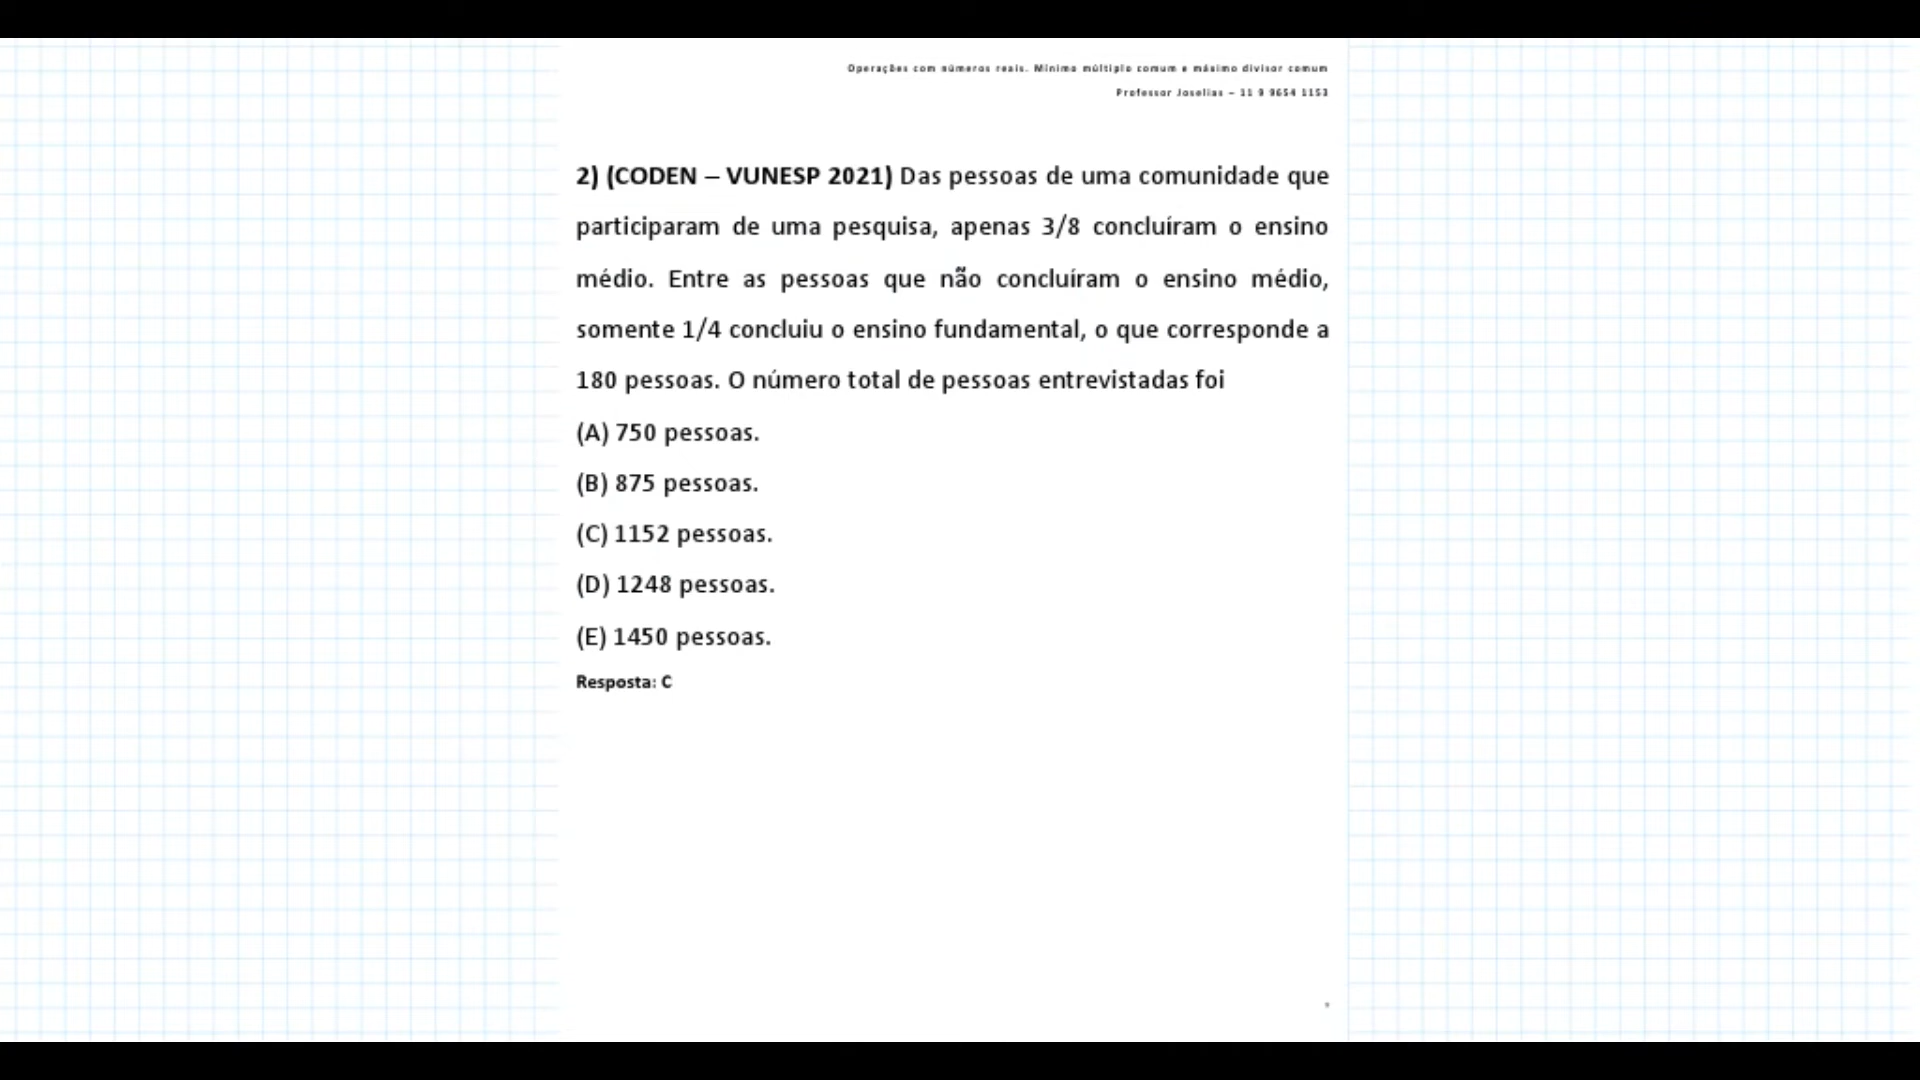 Operações com números reais. Mínimo múltiplo comum e máximo divisor comum
Professor Joselias – 11 9 9654 1153
2) (CODEN – VUNESP 2021) Das pessoas de uma comunidade que
participaram de uma pesquisa, apenas 3/8 concluíram o ensino
médio. Entre as pessoas que não concluíram o ensino médio,
somente 1/4 concluiu o ensino fundamental, o que corresponde a
180 pessoas. O número total de pessoas entrevistadas foi
(A) 750 pessoas.
(B) 875 pessoas.
(C) 1152 pessoas.
(D) 1248 pessoas.
(E) 1450 pessoas.
Resposta: C